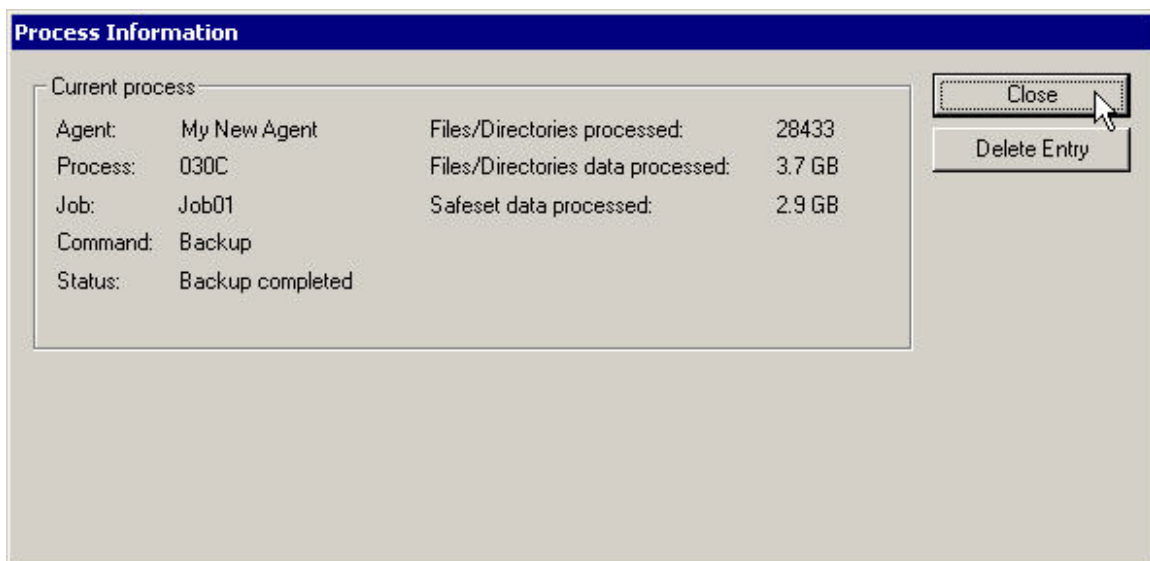 Process Information
Current process
Agent: My New Agent Files/Directories processed: 28433
Process: 030C Files/Directories data processed: 3.7 GB
Job: Job01 Safeset data processed: 2.9 GB
Command: Backup
Status: Backup completed
Close
Delete Entry